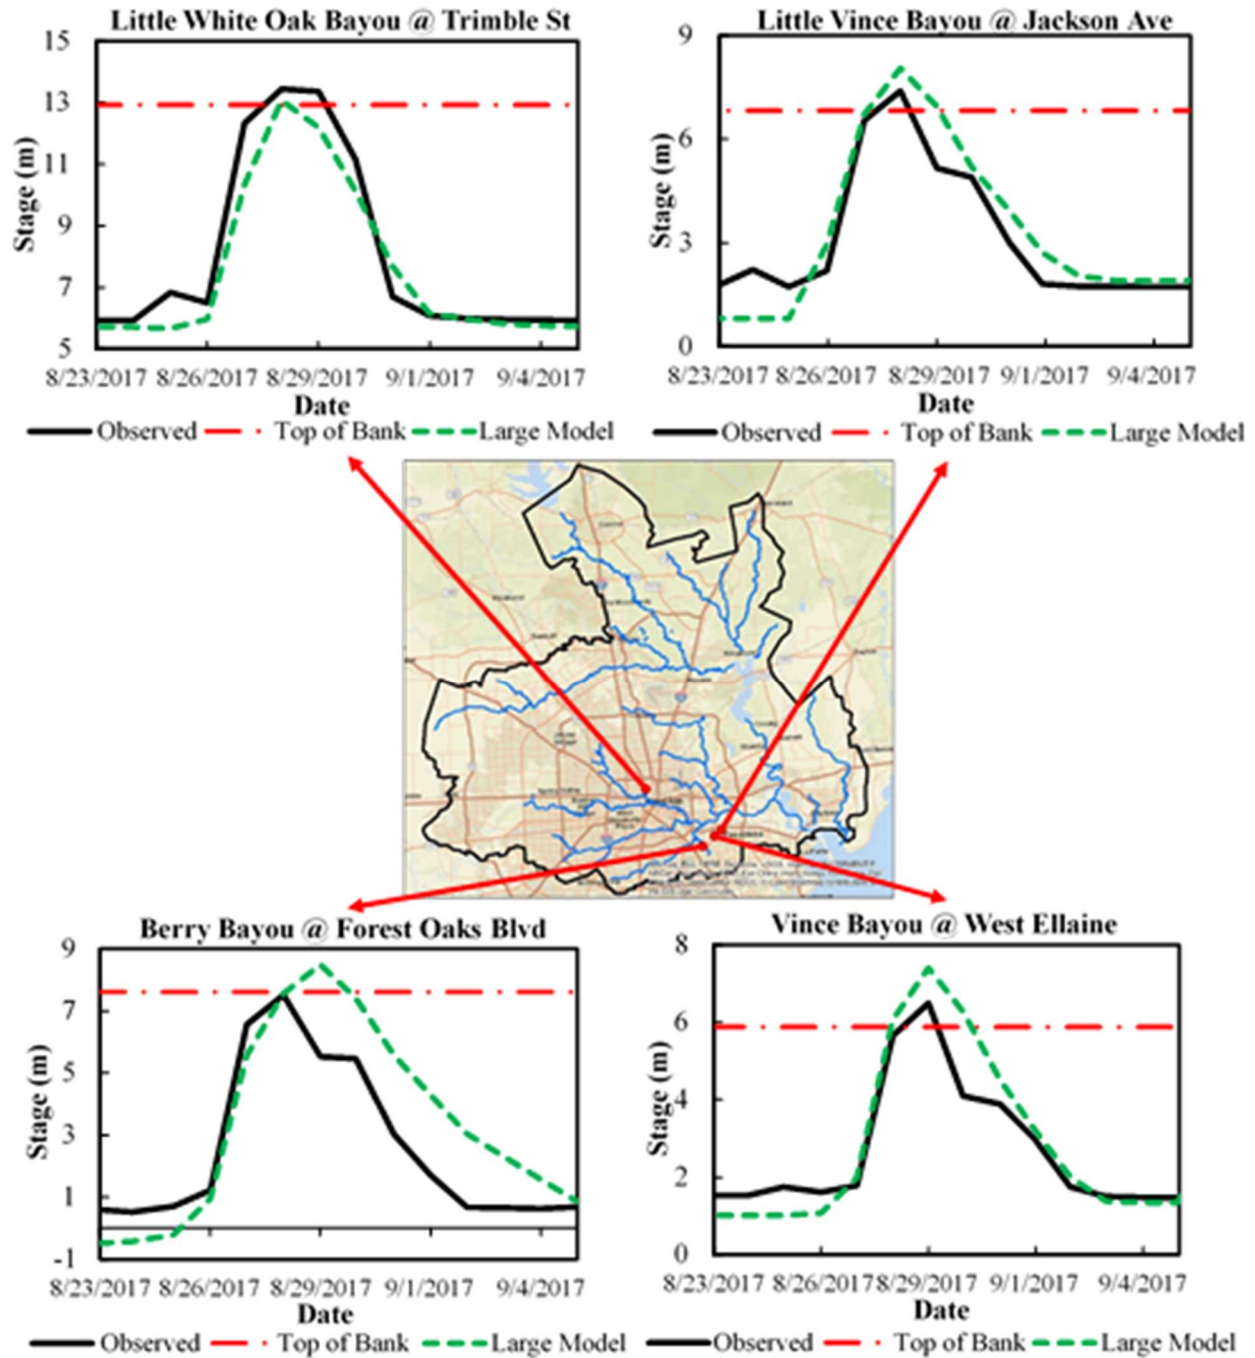 Little White Oak Bayou @ Trimble St
15
13
11
9
7
5
Stage (m)
8/23/2017 8/26/2017 8/29/2017 9/1/2017 9/4/2017
Date
Observed Top of Bank Large Model
Little Vince Bayou @ Jackson Ave
9
6
3
0
Stage (m)
8/23/2017 8/26/2017 8/29/2017 9/1/2017 9/4/2017
Date
Observed Top of Bank Large Model
Berry Bayou @ Forest Oaks Blvd
9
7
5
3
1
-1
Stage (m)
8/23/2017 8/26/2017 8/29/2017 9/1/2017 9/4/2017
Date
Observed Top of Bank Large Model
Vince Bayou @ West Ellaine
8
6
4
2
0
Stage (m)
8/23/2017 8/26/2017 8/29/2017 9/1/2017 9/4/2017
Date
Observed Top of Bank Large Model